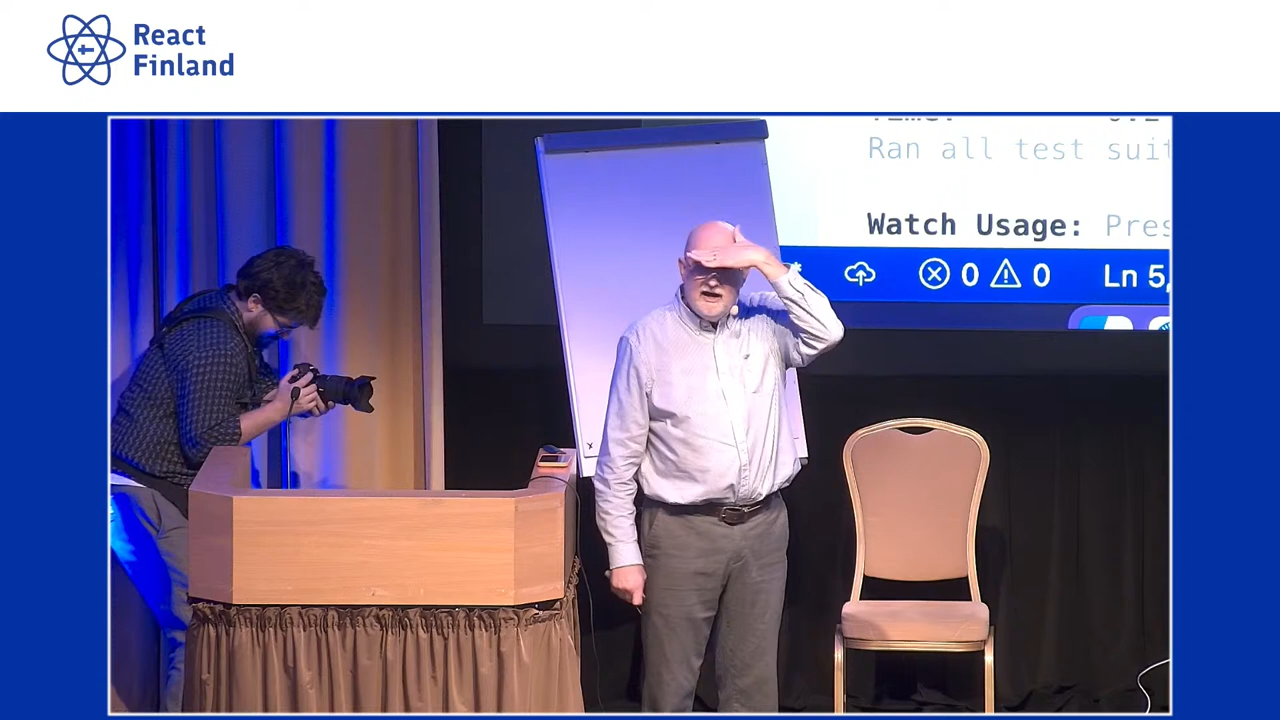 React
Finland
Ran all test suit
Watch Usage: Pres
0 0 Ln 5,